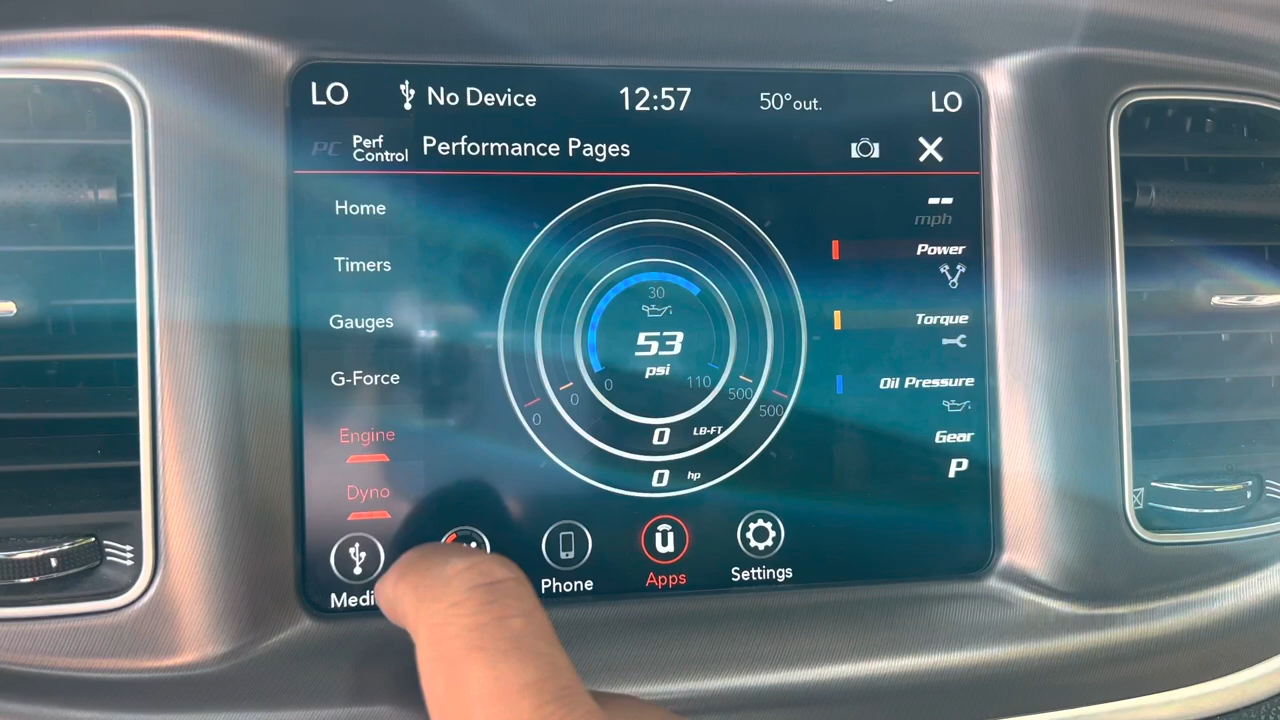 LO No Device 12:57 50° out. LO
PC Perf Control Performance Pages
Home
Timers
Gauges
G-Force
Engine
Dyno
30
53
psi
0 110
0 500
0 500
0 LB-FT
0 hp
--
mph
Power
Torque
Oil Pressure
Gear
P
Phone
Apps
Settings